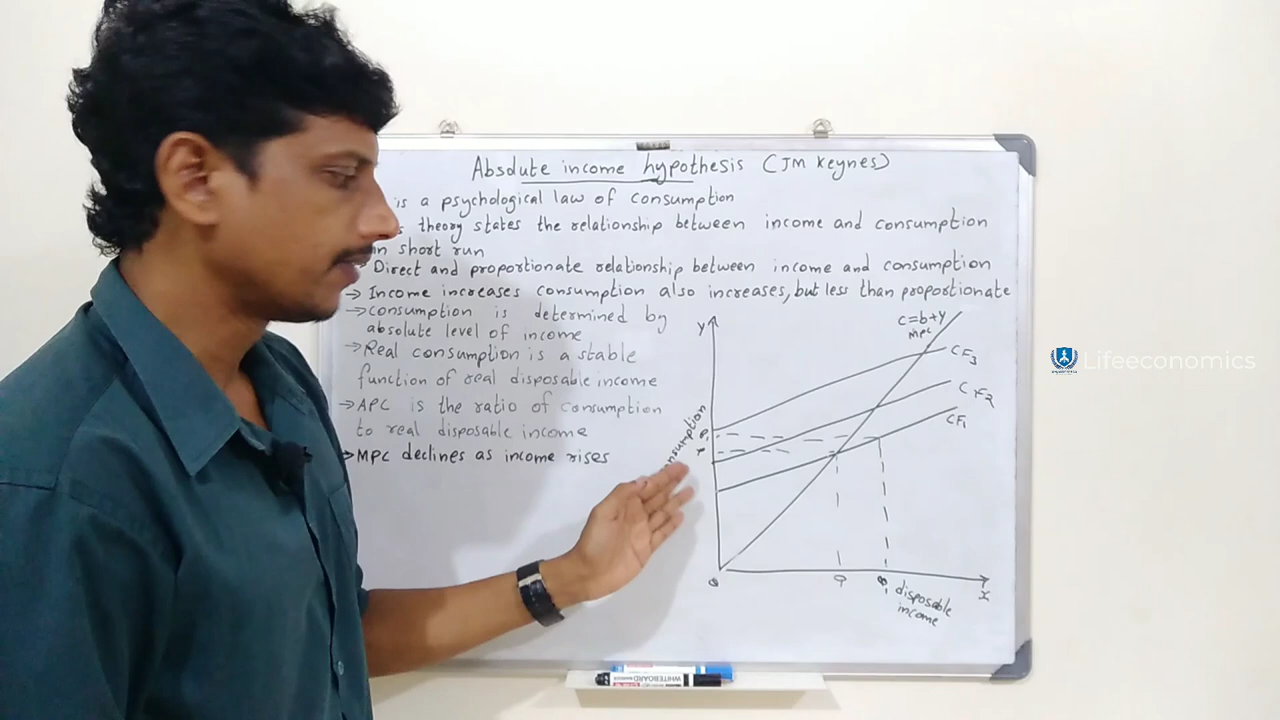 Absolute income hypothesis (JM Keynes)
is a psychological law of consumption
theory states the relationship between income and consumption
in short run
Direct and proportionate relationship between income and consumption
→ Income increases consumption also increases, but less than proportionate
→ consumption is determined by
absolute level of income
→ Real consumption is a stable
function of real disposable income
→ APC is the ratio of consumption
to real disposable income
→ MPC declines as income rises
y
C=b+y
MPC
CF3
CF2
CF1
x
disposable
income
Lifeeconomics
WHITEBOARD